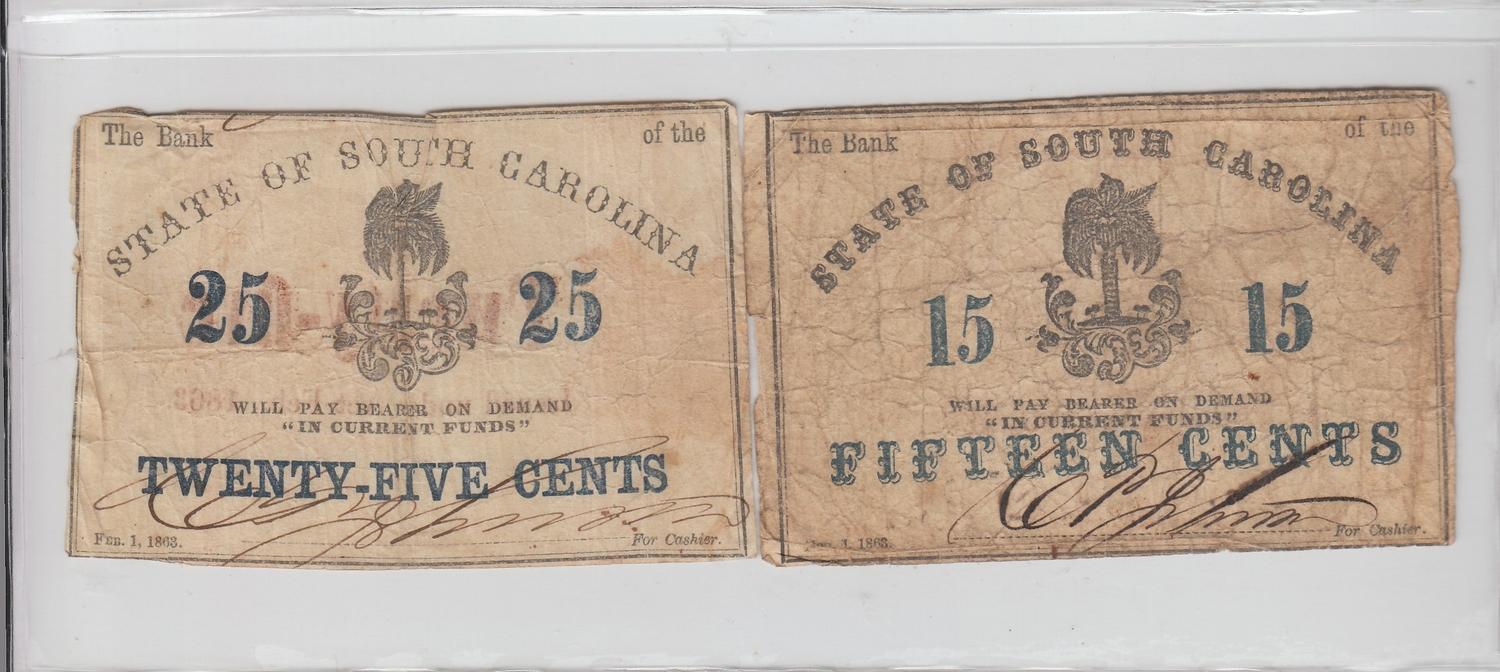 The Bank of the
STATE OF SOUTH CAROLINA
25 25
WILL PAY BEARER ON DEMAND
"IN CURRENT FUNDS"
TWENTY-FIVE CENTS
FEB. 1, 1863. For Cashier.
The Bank of the
STATE OF SOUTH CAROLINA
15 15
WILL PAY BEARER ON DEMAND
"IN CURRENT FUNDS"
FIFTEEN CENTS
1, 1863. For Cashier.